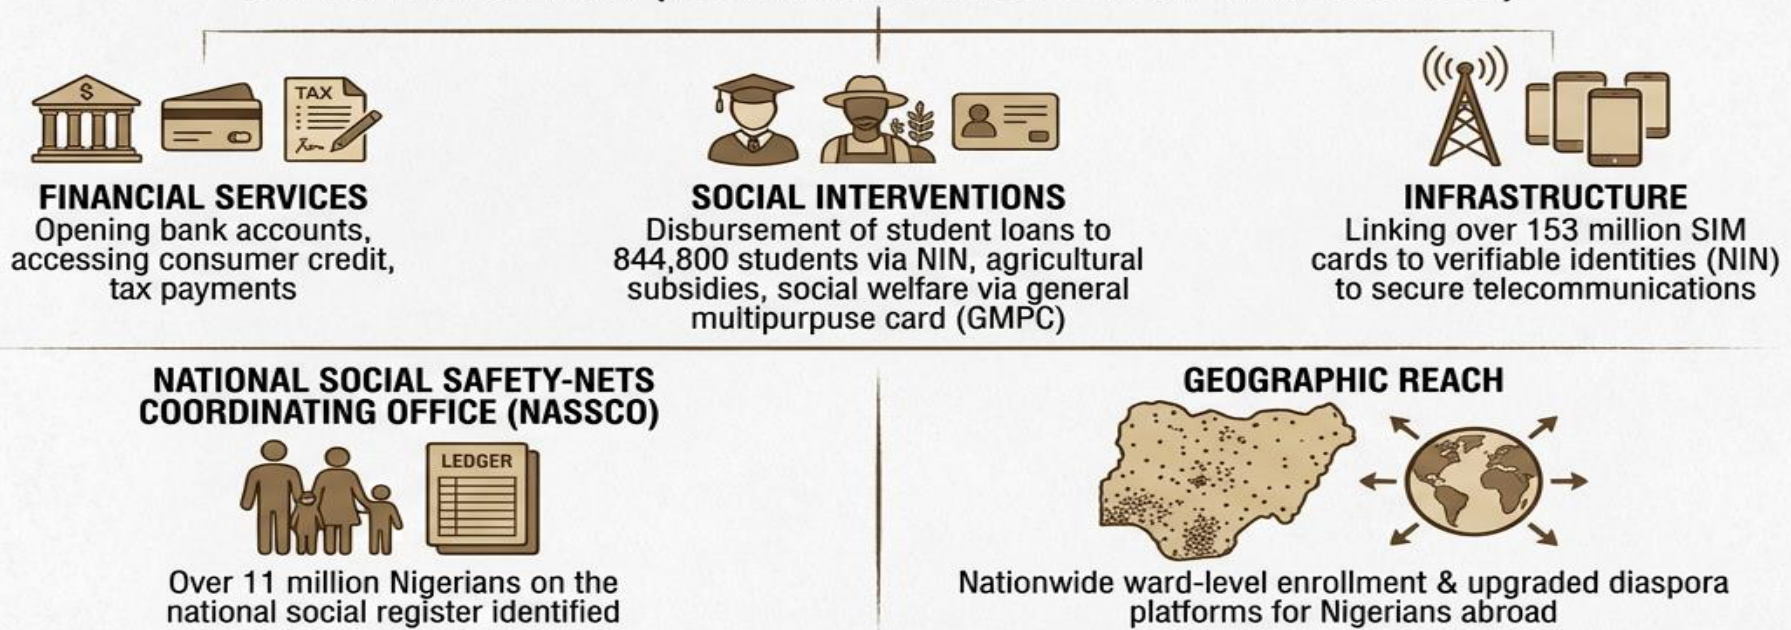 TAX
FINANCIAL SERVICES
Opening bank accounts,
accessing consumer credit,
tax payments
SOCIAL INTERVENTIONS
Disbursement of student loans to
844,800 students via NIN, agricultural
subsidies, social welfare via general
multipurpuse card (GMPC)
INFRASTRUCTURE
Linking over 153 million SIM
cards to verifiable identities (NIN)
to secure telecommunications
NATIONAL SOCIAL SAFETY-NETS
COORDINATING OFFICE (NASSCO)
LEDGER
Over 11 million Nigerians on the
national social register identified
GEOGRAPHIC REACH
Nationwide ward-level enrollment & upgraded diaspora
platforms for Nigerians abroad